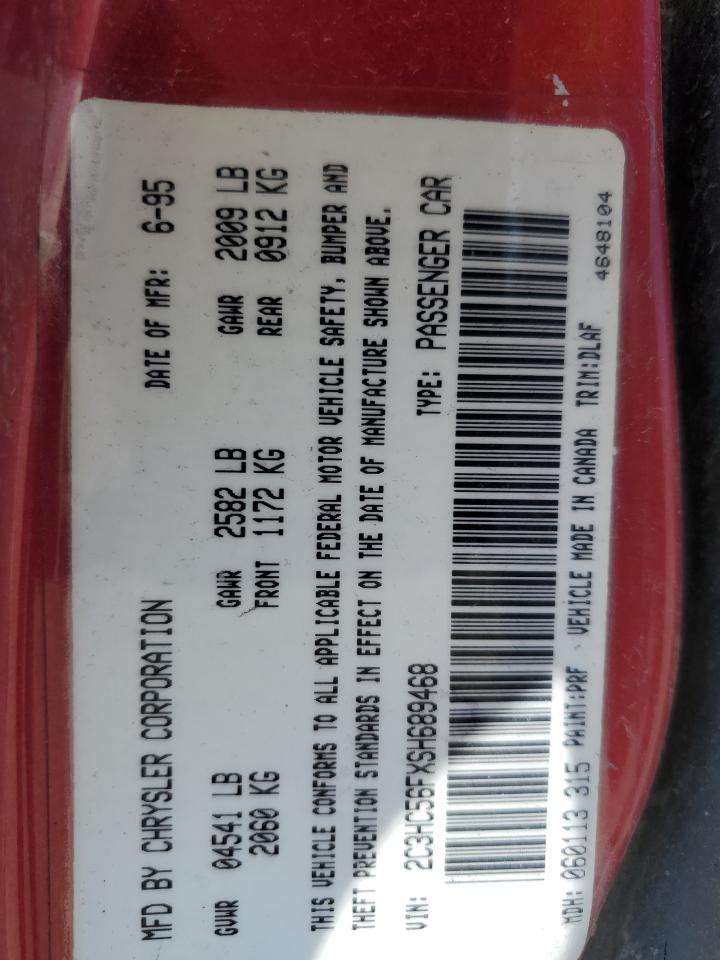 MFD BY CHRYSLER CORPORATION DATE OF MFR: 6-95
GVWR 04541 LB GAWR 2582 LB GAWR 2009 LB
2060 KG FRONT 1172 KG REAR 0912 KG
THIS VEHICLE CONFORMS TO ALL APPLICABLE FEDERAL MOTOR VEHICLE SAFETY, BUMPER AND
THEFT PREVENTION STANDARDS IN EFFECT ON THE DATE OF MANUFACTURE SHOWN ABOVE.
VIN: 2C3HC56FXSH689468 TYPE: PASSENGER CAR
MDH: 060113 315 PAINT:PRF VEHICLE MADE IN CANADA TRIM:DLAF
4648104